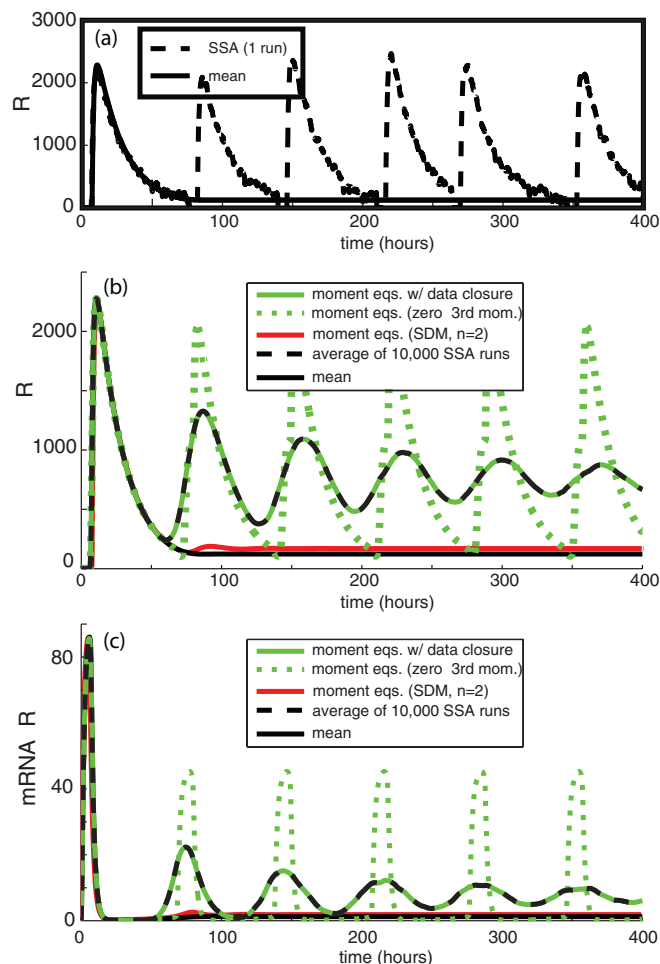 (a)
SSA (1 run)
mean
R
3000
2000
1000
0
0
100
200
300
400
time (hours)
(b)
moment eqs. w/ data closure
moment eqs. (zero 3rd mom.)
moment eqs. (SDM, n=2)
average of 10,000 SSA runs
mean
R
2000
1000
0
0
100
200
300
400
time (hours)
(c)
moment eqs. w/ data closure
moment eqs. (zero 3rd mom.)
moment eqs. (SDM, n=2)
average of 10,000 SSA runs
mean
mRNA R
80
40
0
0
100
200
300
400
time (hours)